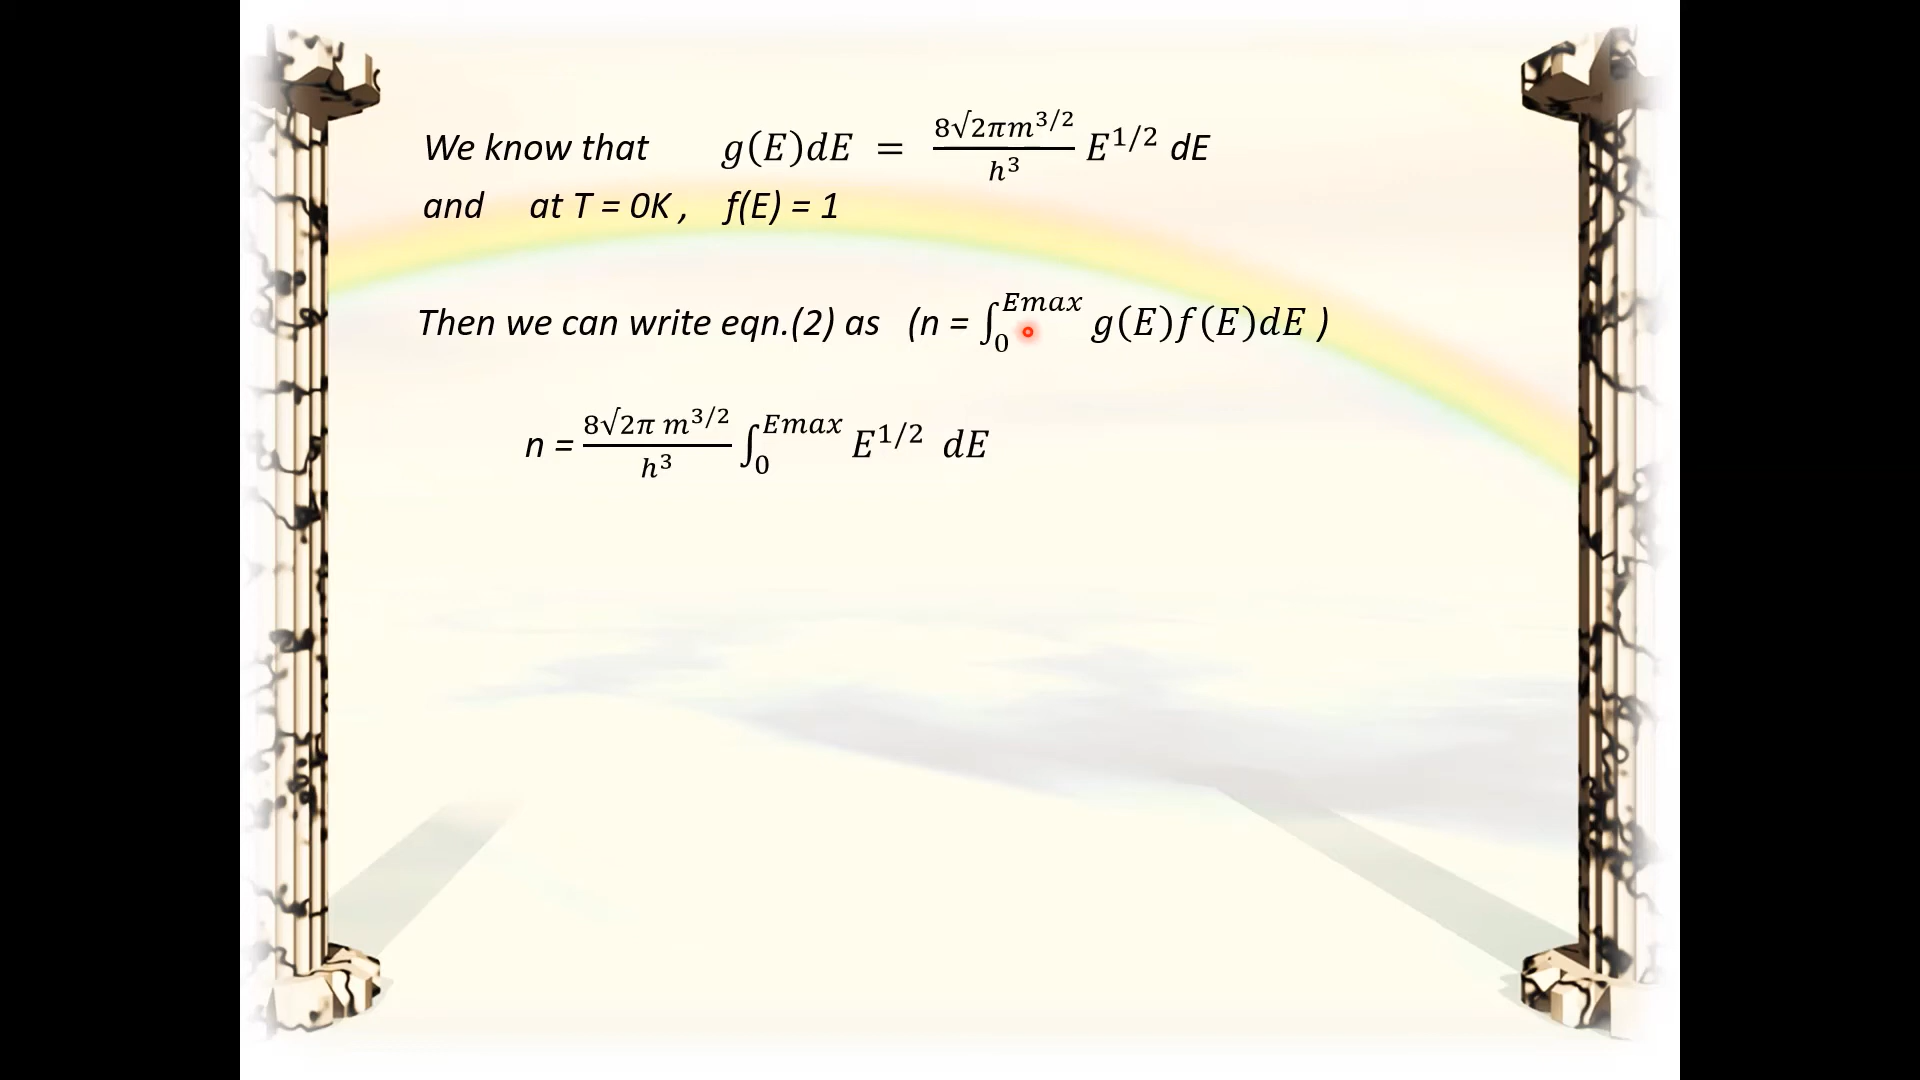 We know that g(E)dE = 8√2πm^{3/2}/h^3 E^{1/2} dE
and at T = 0K , f(E) = 1
Then we can write eqn.(2) as (n = ∫_0^{Emax} g(E)f(E)dE )
n = 8√2π m^{3/2}/h^3 ∫_0^{Emax} E^{1/2} dE